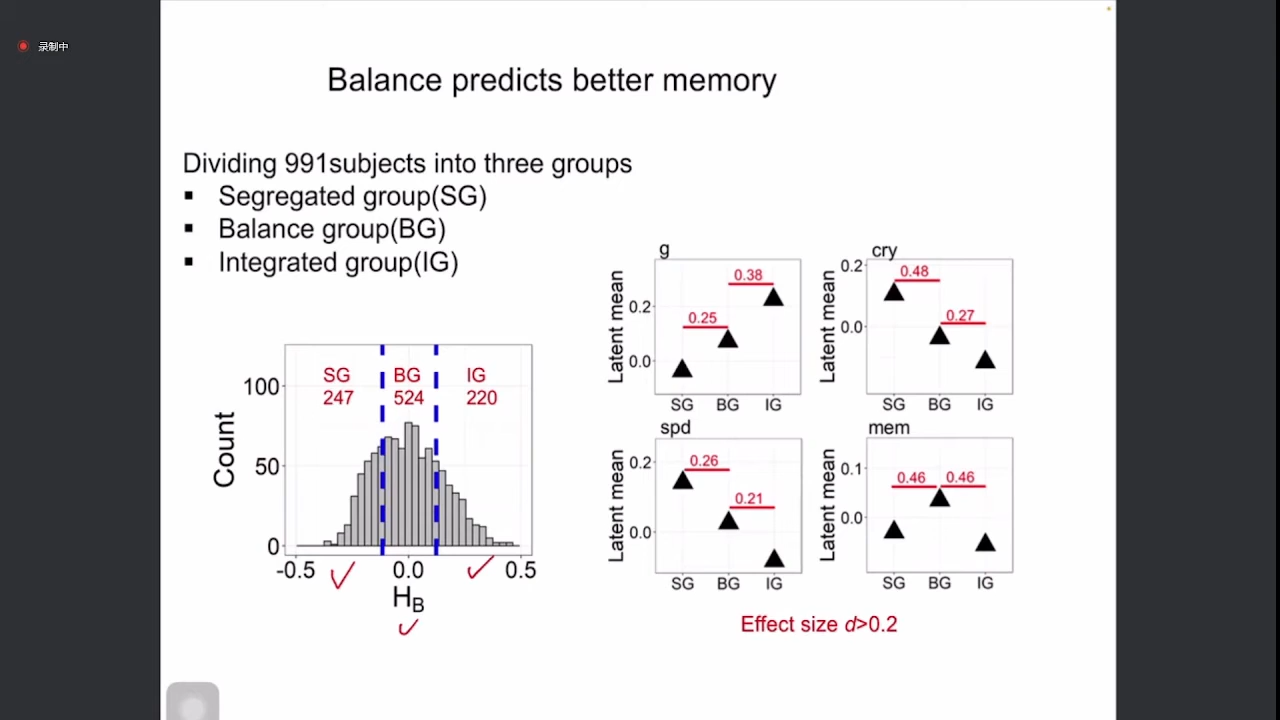 录制中
Balance predicts better memory
Dividing 991subjects into three groups
▪ Segregated group(SG)
▪ Balance group(BG)
▪ Integrated group(IG)
SG BG IG
247 524 220
Count
100
50
0
-0.5 0.0 0.5
H_B
g
Latent mean
0.2
0.0
0.38
0.25
SG BG IG
cry
Latent mean
0.2
0.0
0.48
0.27
SG BG IG
spd
Latent mean
0.2
0.0
0.26
0.21
SG BG IG
mem
Latent mean
0.1
0.0
0.46 0.46
SG BG IG
Effect size d>0.2